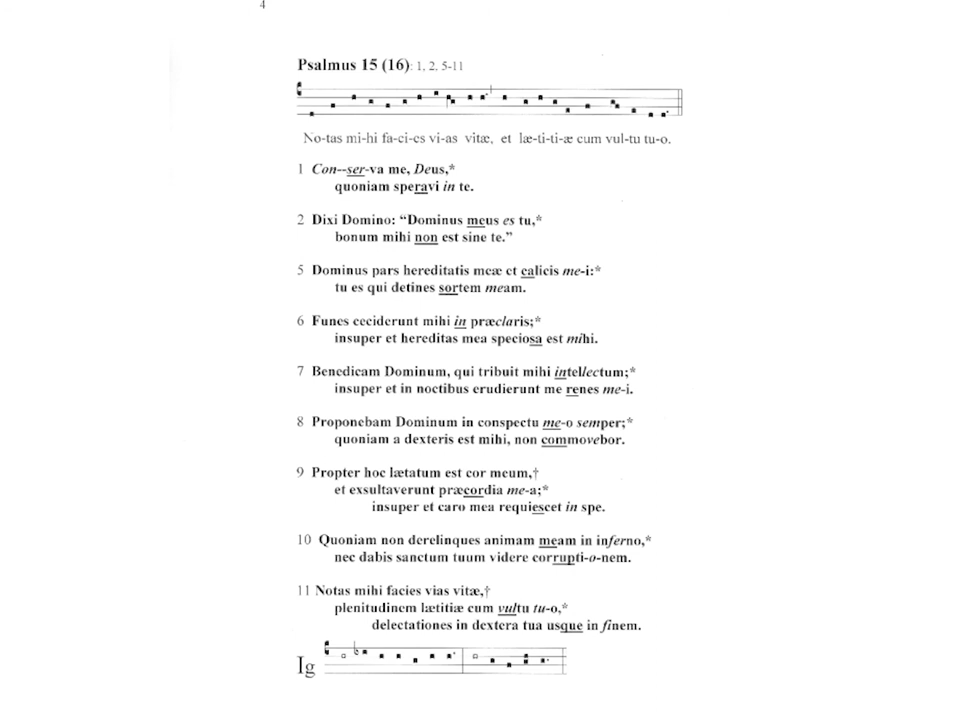 4
Psalmus 15 (16): 1, 2, 5-11
No-tas mi-hi fa-ci-es vi-as vitæ, et læ-ti-ti-æ cum vul-tu tu-o.
1 Con--ser-va me, Deus,*
quoniam speravi in te.
2 Dixi Domino: “Dominus meus es tu,*
bonum mihi non est sine te.”
5 Dominus pars hereditatis meæ et calicis me-i:*
tu es qui detines sortem meam.
6 Funes ceciderunt mihi in præclaris;*
insuper et hereditas mea speciosa est mihi.
7 Benedicam Dominum, qui tribuit mihi intellectum;*
insuper et in noctibus erudierunt me renes me-i.
8 Proponebam Dominum in conspectu me-o semper;*
quoniam a dexteris est mihi, non commovebor.
9 Propter hoc lætatum est cor meum,†
et exsultaverunt præcordia me-a;*
insuper et caro mea requiescet in spe.
10 Quoniam non derelinques animam meam in inferno,*
nec dabis sanctum tuum videre corrupti-o-nem.
11 Notas mihi facies vias vitæ,†
plenitudinem lætitiæ cum vultu tu-o,*
delectationes in dextera tua usque in finem.
Ig